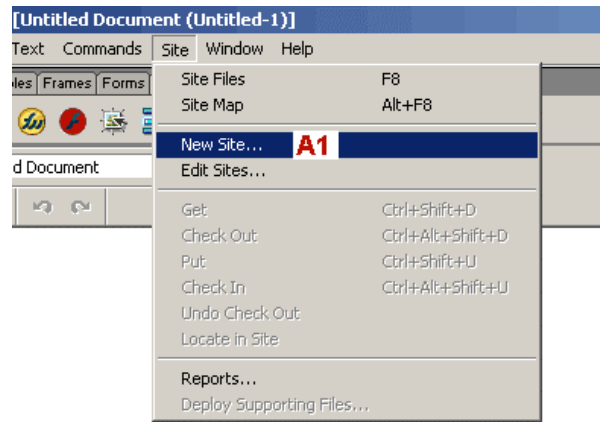 [Untitled Document (Untitled-1)]
Text Commands Site Window Help
Frames Forms
Site Files F8
Site Map Alt+F8
New Site... A1
d Document
Edit Sites...
Get Ctrl+Shift+D
Check Out Ctrl+Alt+Shift+D
Put Ctrl+Shift+U
Check In Ctrl+Alt+Shift+U
Undo Check Out
Locate in Site
Reports...
Deploy Supporting Files...